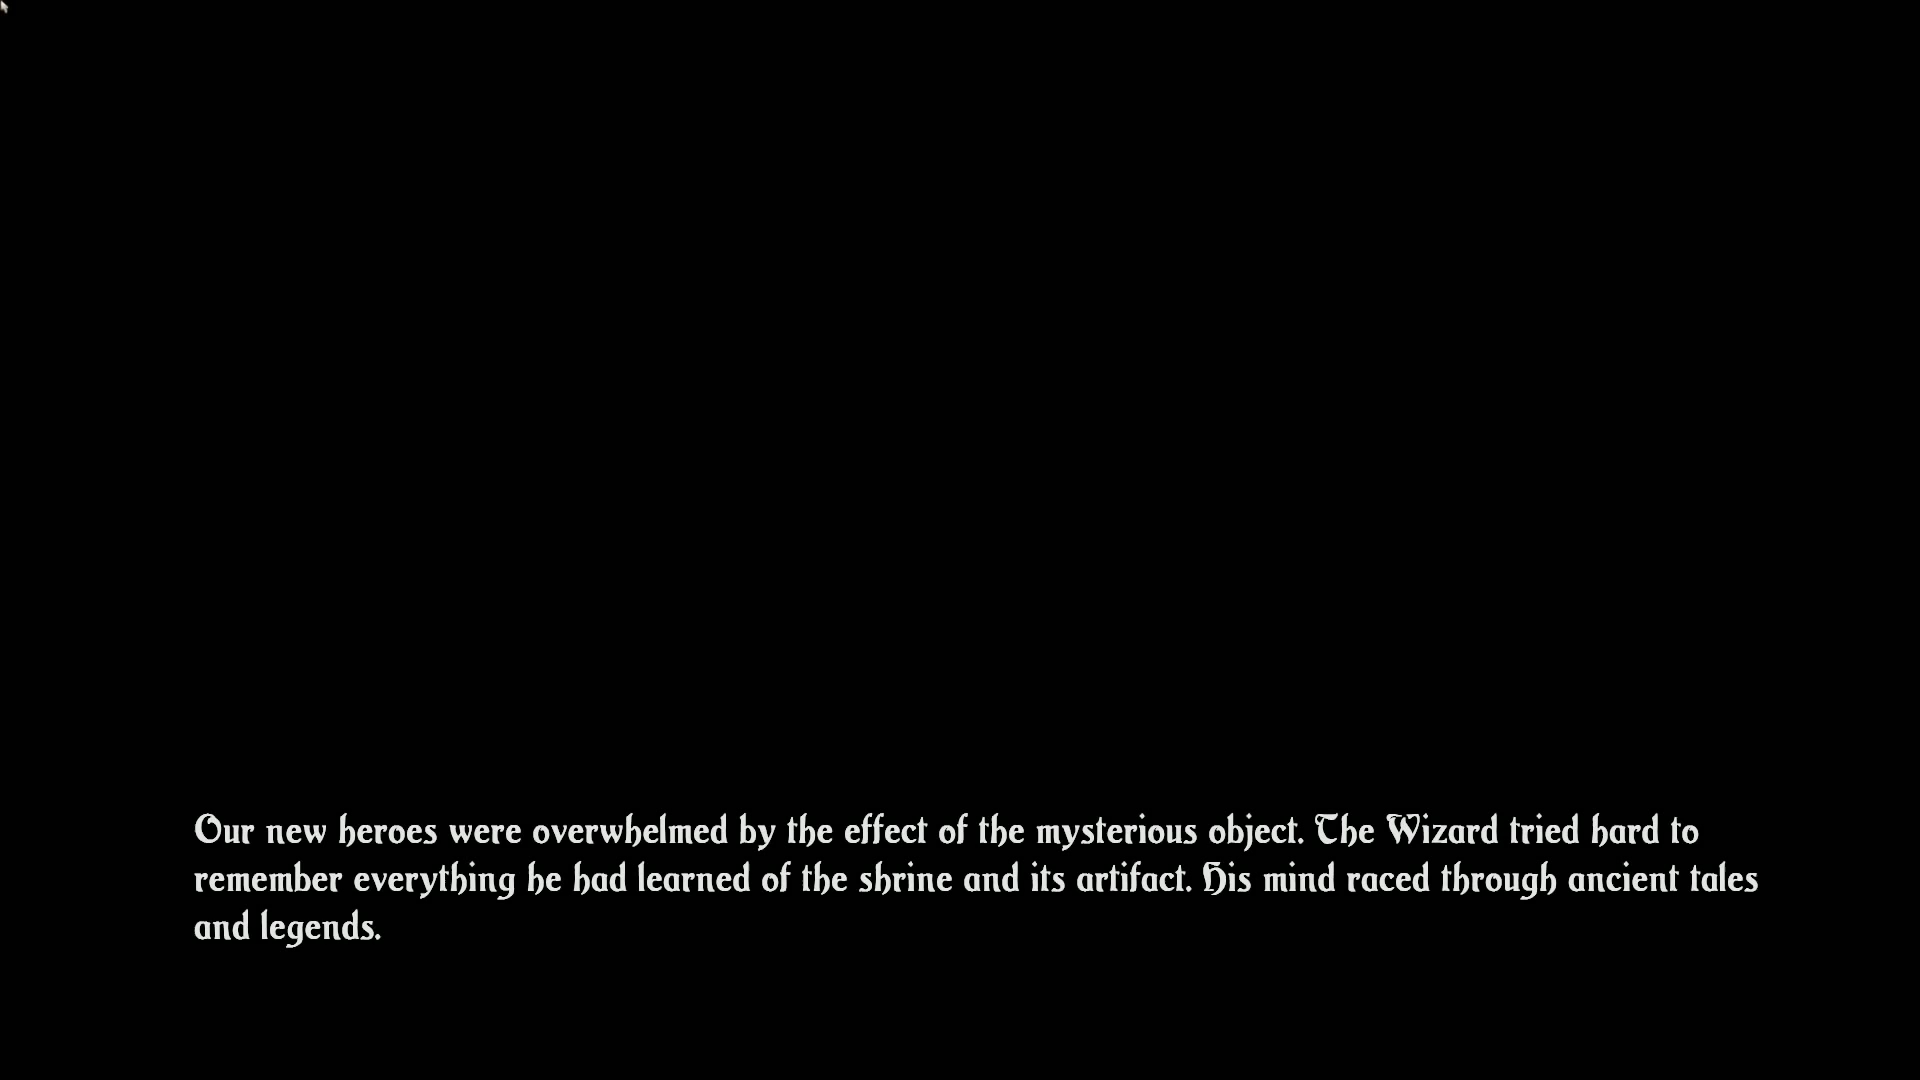 Our new heroes were overwhelmed by the effect of the mysterious object. The Wizard tried hard to
remember everything he had learned of the shrine and its artifact. His mind raced through ancient tales
and legends.